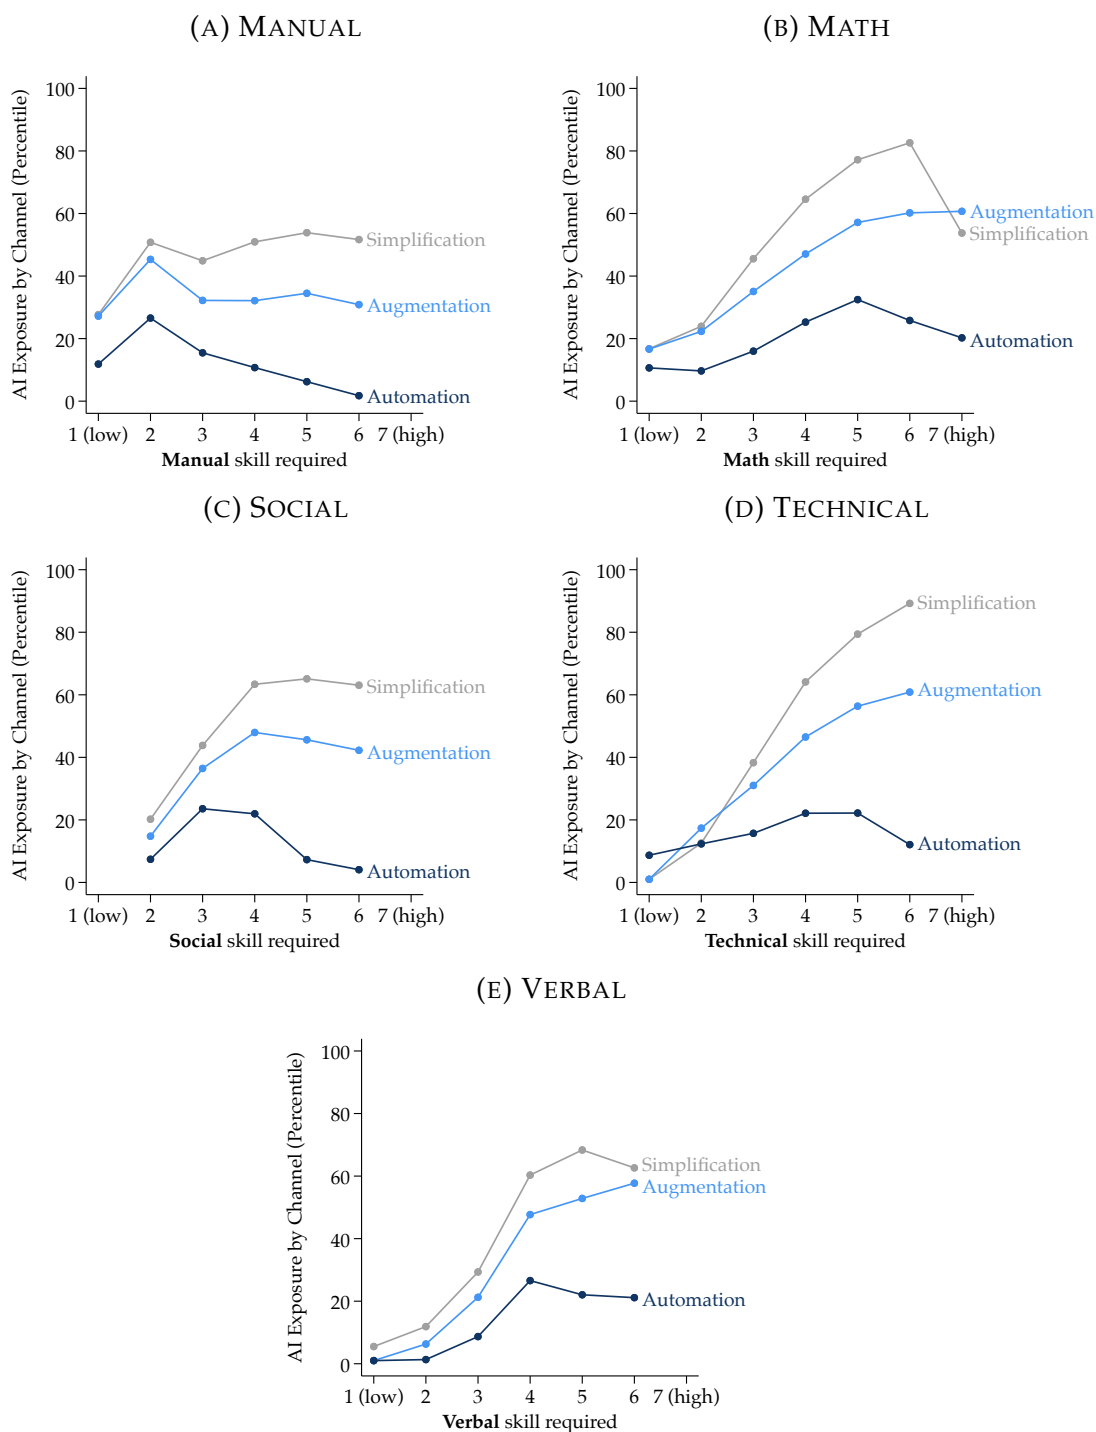 (A) MANUAL
AI Exposure by Channel (Percentile)
100
80
60
40
20
0
Simplification
Augmentation
Automation
1 (low) 2 3 4 5 6 7 (high)
Manual skill required
(B) MATH
AI Exposure by Channel (Percentile)
100
80
60
40
20
0
Augmentation
Simplification
Automation
1 (low) 2 3 4 5 6 7 (high)
Math skill required
(C) SOCIAL
AI Exposure by Channel (Percentile)
100
80
60
40
20
0
Simplification
Augmentation
Automation
1 (low) 2 3 4 5 6 7 (high)
Social skill required
(D) TECHNICAL
AI Exposure by Channel (Percentile)
100
80
60
40
20
0
Simplification
Augmentation
Automation
1 (low) 2 3 4 5 6 7 (high)
Technical skill required
(E) VERBAL
AI Exposure by Channel (Percentile)
100
80
60
40
20
0
Simplification
Augmentation
Automation
1 (low) 2 3 4 5 6 7 (high)
Verbal skill required